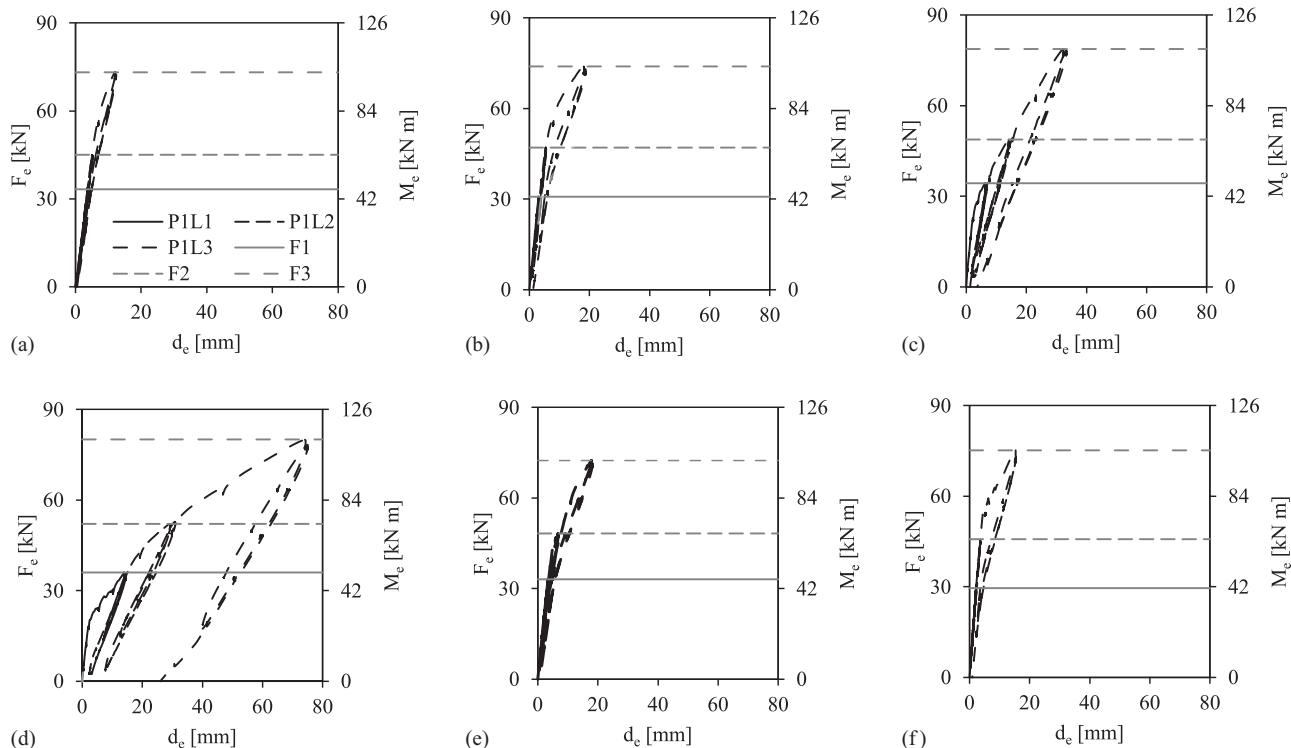 90
60
30
0
F_e [kN]
126
84
42
0
M_e [kN m]
P1L1 P1L2
P1L3 F1
F2 F3
0 20 40 60 80
(a) d_e [mm]
90
60
30
0
F_e [kN]
126
84
42
0
M_e [kN m]
0 20 40 60 80
(b) d_e [mm]
90
60
30
0
F_e [kN]
126
84
42
0
M_e [kN m]
0 20 40 60 80
(c) d_e [mm]
90
60
30
0
F_e [kN]
126
84
42
0
M_e [kN m]
0 20 40 60 80
(d) d_e [mm]
90
60
30
0
F_e [kN]
126
84
42
0
M_e [kN m]
0 20 40 60 80
(e) d_e [mm]
90
60
30
0
F_e [kN]
126
84
42
0
M_e [kN m]
0 20 40 60 80
(f) d_e [mm]